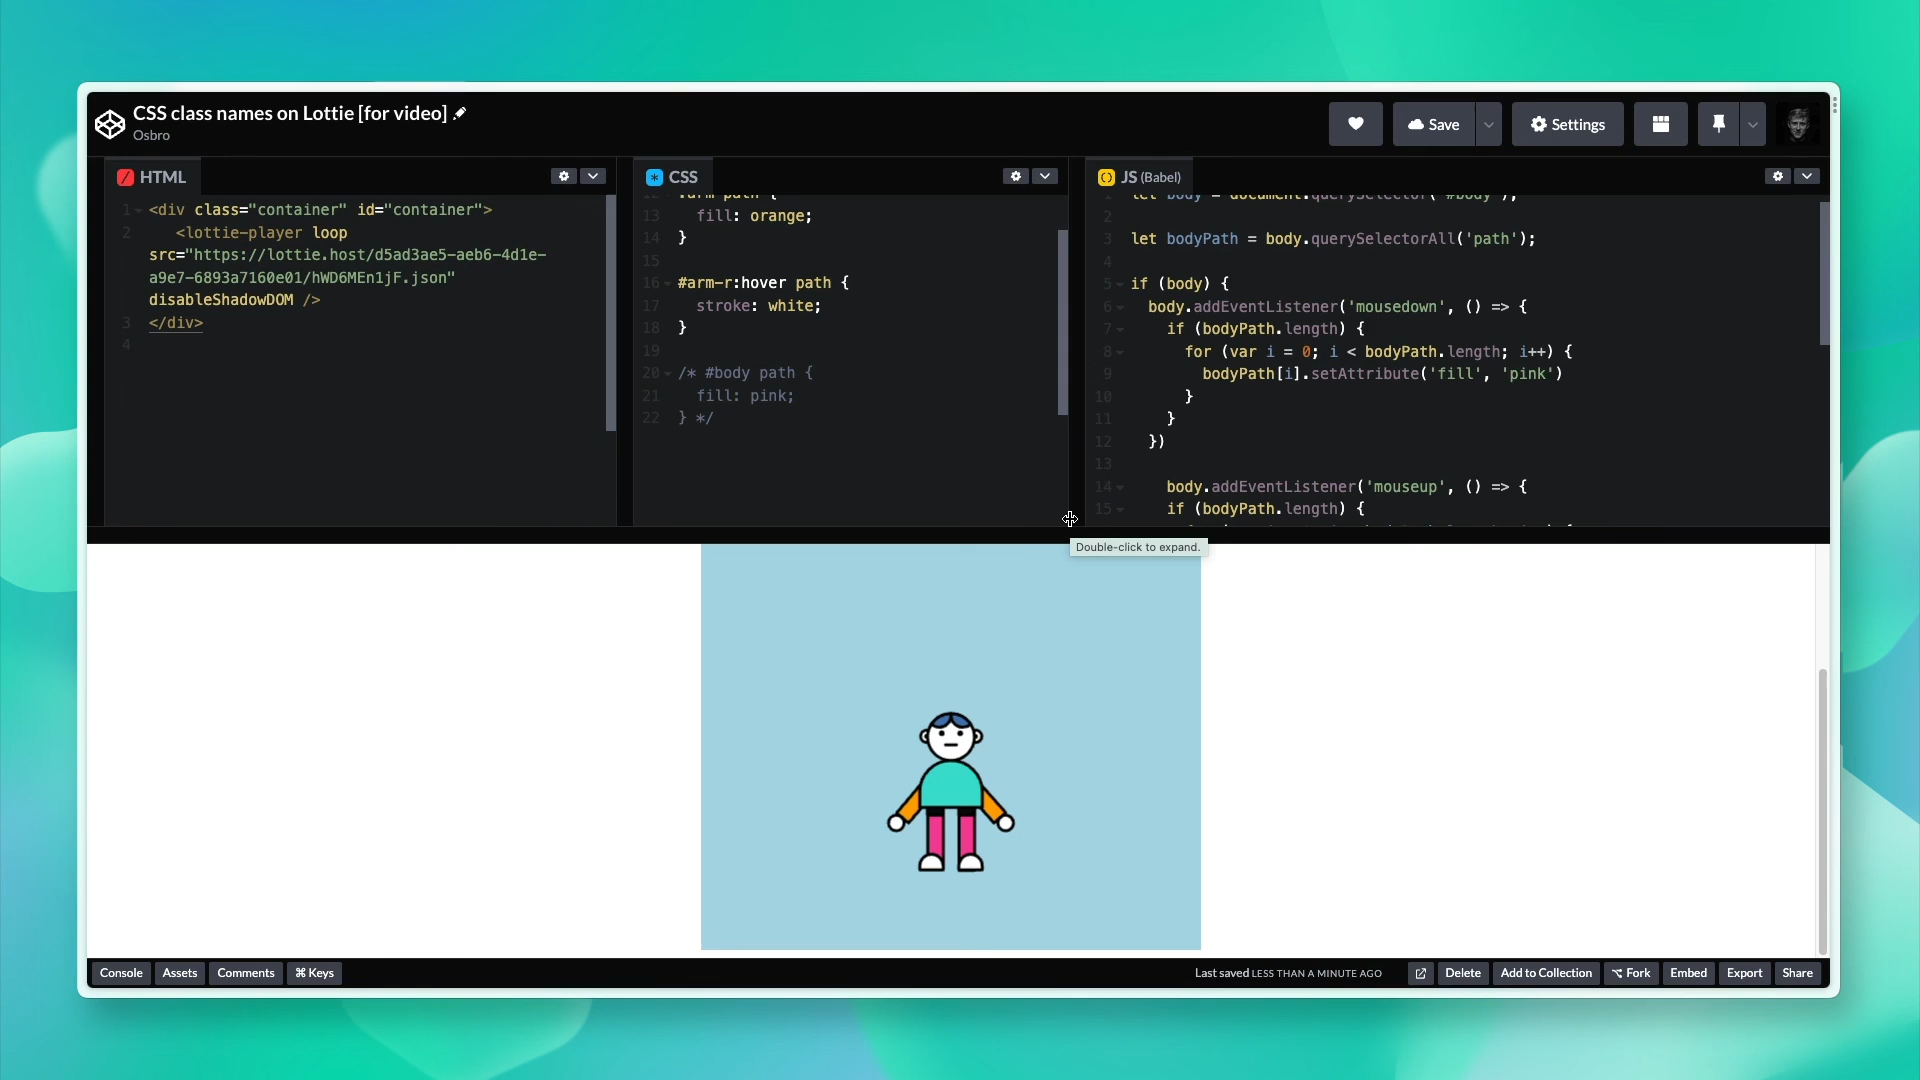 CSS class names on Lottie [for video]
Osbro
Save
Settings
HTML
1 <div class="container" id="container">
2 <lottie-player loop
src="https://lottie.host/d5ad3ae5-aeb6-4d1e-
a9e7-6893a7160e01/hWD6MEn1jF.json"
disableShadowDOM />
3 </div>
4
CSS
13 fill: orange;
14 }
15
16 #arm-r:hover path {
17 stroke: white;
18 }
19
20 /* #body path {
21 fill: pink;
22 } */
JS (Babel)
1 let body = document.querySelector('#body');
2
3 let bodyPath = body.querySelectorAll('path');
4
5 if (body) {
6 body.addEventListener('mousedown', () => {
7 if (bodyPath.length) {
8 for (var i = 0; i < bodyPath.length; i++) {
9 bodyPath[i].setAttribute('fill', 'pink')
10 }
11 }
12 })
13
14 body.addEventListener('mouseup', () => {
15 if (bodyPath.length) {
Double-click to expand.
Console
Assets
Comments
⌘ Keys
Last saved LESS THAN A MINUTE AGO
Delete
Add to Collection
Fork
Embed
Export
Share